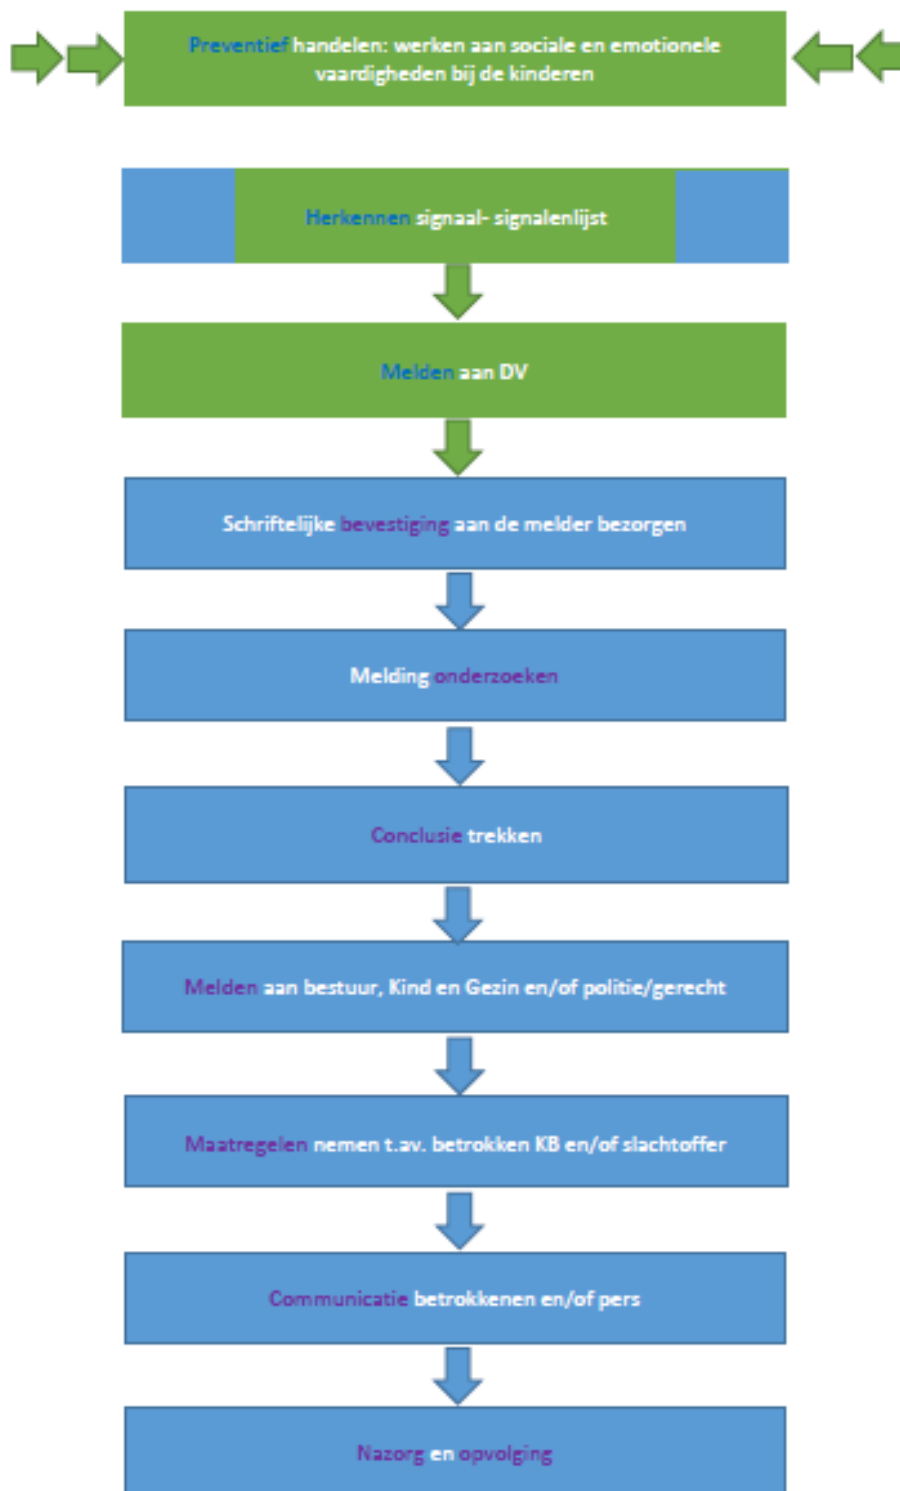 Preventief handelen: werken aan sociale en emotionele
vaardigheden bij de kinderen
Herkennen signaal- signalenlijst
Melden aan DV
Schriftelijke bevestiging aan de melder bezorgen
Melding onderzoeken
Conclusie trekken
Melden aan bestuur, Kind en Gezin en/of politie/gerecht
Maatregelen nemen t.av. betrokken KB en/of slachtoffer
Communicatie betrokkenen en/of pers
Nazorg en opvolging